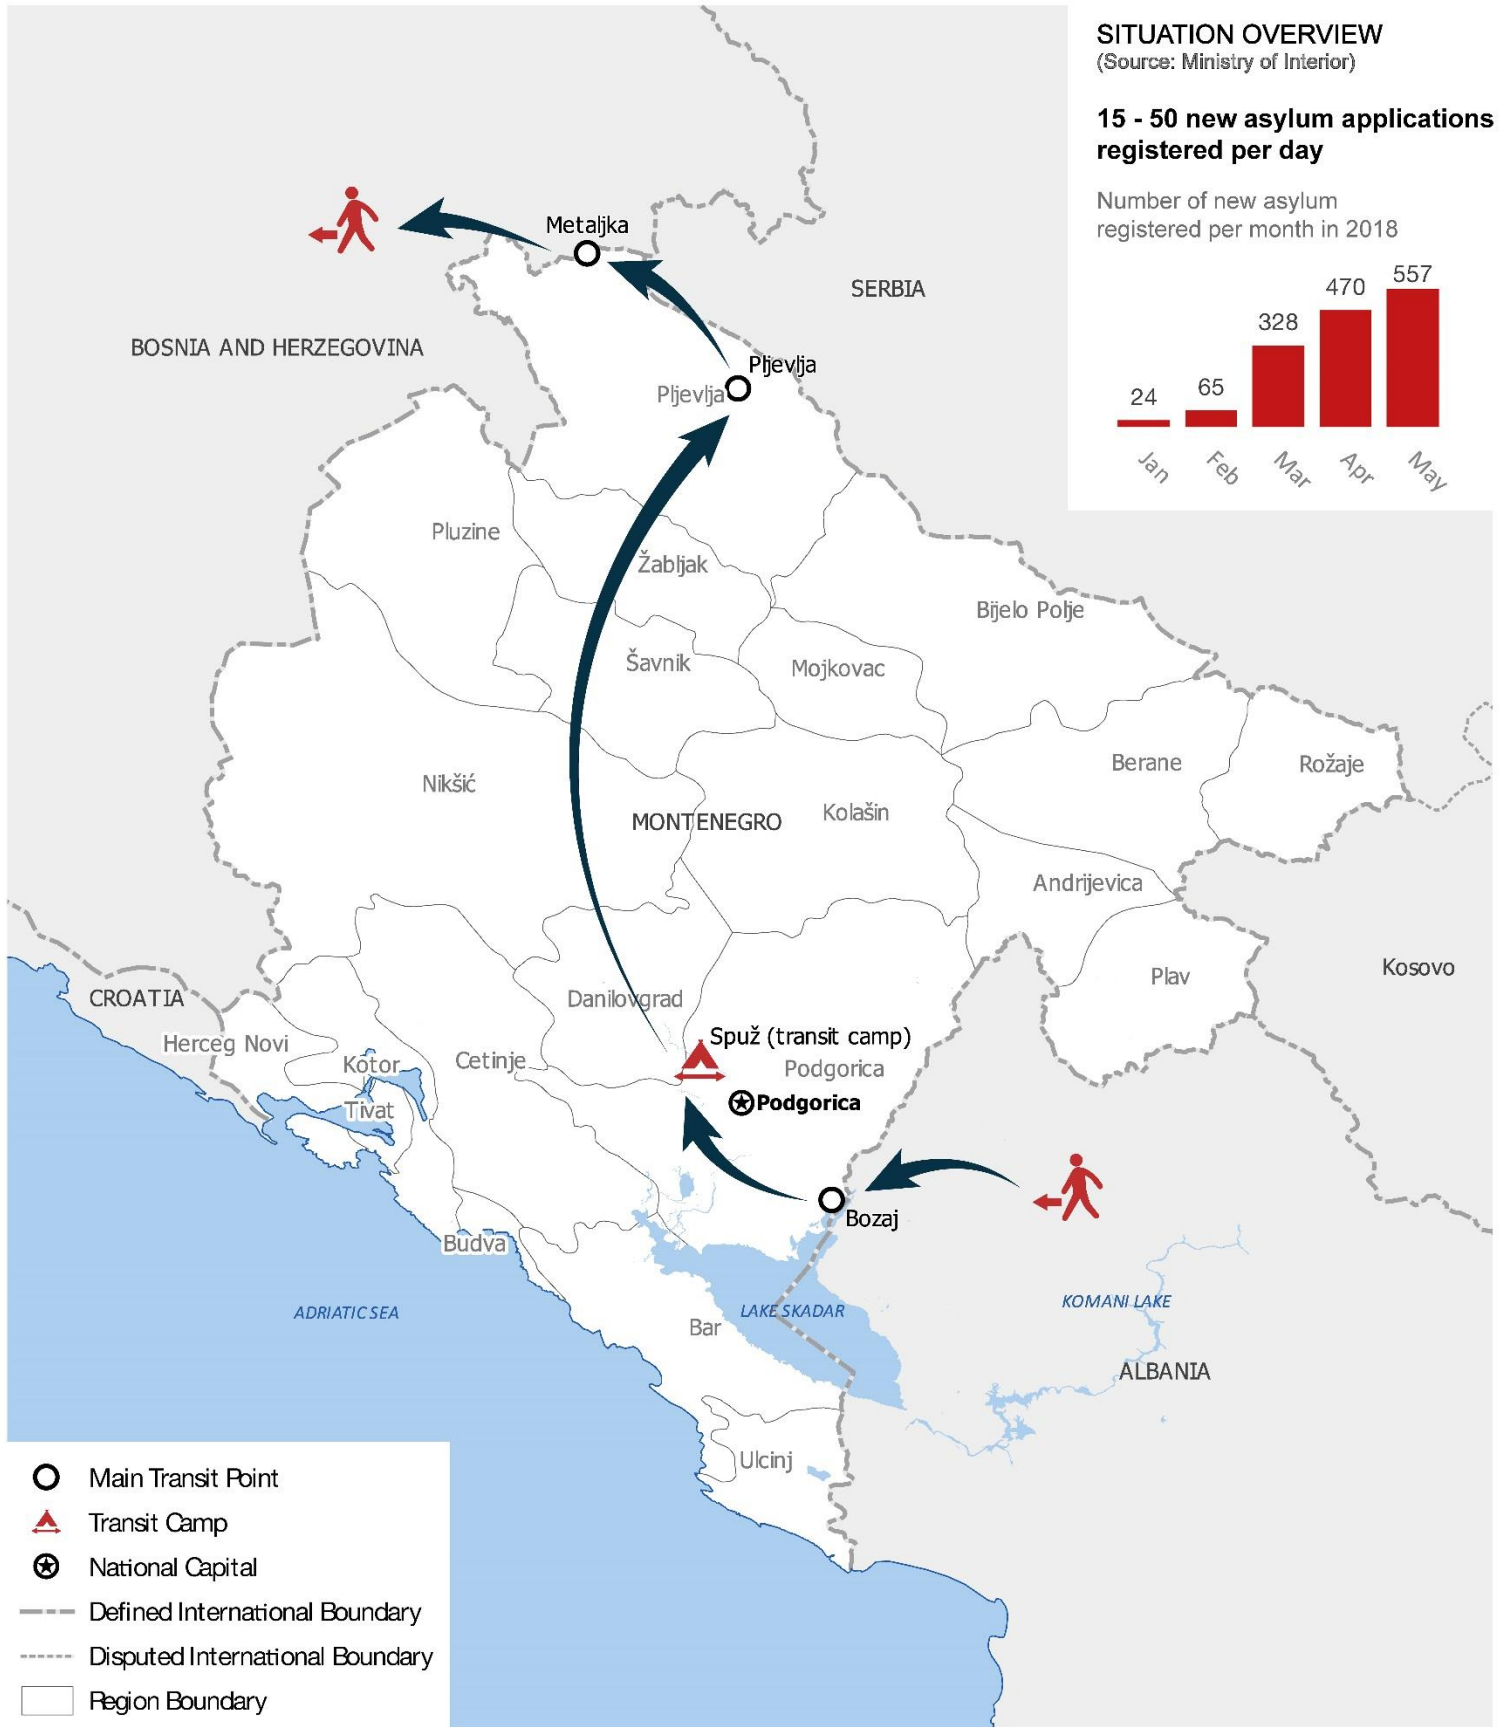 SITUATION OVERVIEW
(Source: Ministry of Interior)
15 - 50 new asylum applications
registered per day
Number of new asylum
registered per month in 2018
24
65
328
470
557
Jan
Feb
Mar
Apr
May
Metaljka
SERBIA
BOSNIA AND HERZEGOVINA
Pljevlja
Pljevlja
Pluzine
Žabljak
Bijelo Polje
Šavnik
Mojkovac
Nikšić
Berane
Rožaje
MONTENEGRO
Kolašin
Andrijevica
Kosovo
Plav
CROATIA
Danilovgrad
Herceg Novi
Kotor
Cetinje
Spuž (transit camp)
Podgorica
Podgorica
Tivat
Bozaj
Budva
ADRIATIC SEA
LAKE SKADAR
KOMANI LAKE
Bar
ALBANIA
Ulcinj
Main Transit Point
Transit Camp
National Capital
Defined International Boundary
Disputed International Boundary
Region Boundary